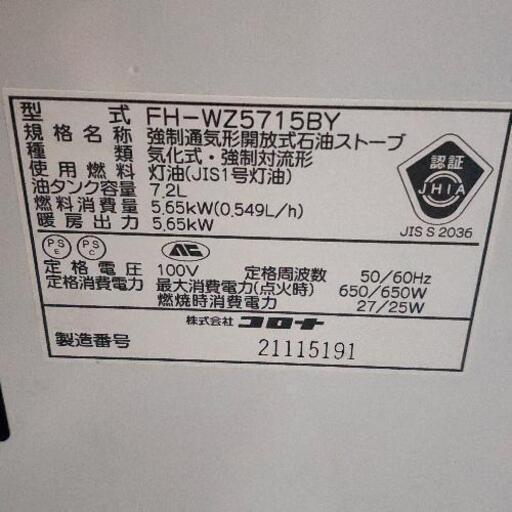 型式 FH-WZ5715BY
規格名称 強制通気形開放式石油ストーブ
種類 気化式・強制対流形
使用燃料 灯油(JIS1号灯油)
油タンク容量 7.2L
燃料消費量 5.65kW(0.549L/h)
暖房出力 5.65kW
認証
JHIA
JIS S 2036
PS E PS C
定格電圧 100V 定格周波数 50/60Hz
定格消費電力 最大消費電力(点火時) 650/650W
燃焼時消費電力 27/25W
株式会社 コロナ
製造番号 21115191